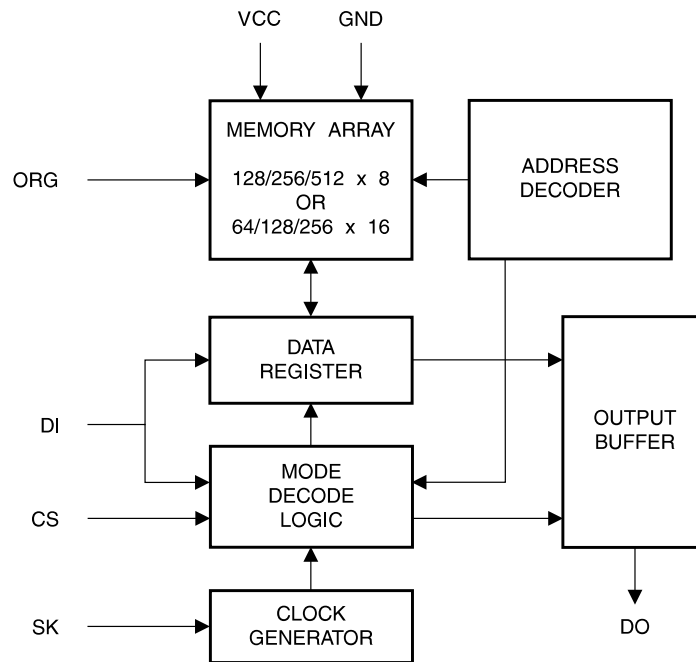 VCC GND
MEMORY ARRAY
128/256/512 x 8
OR
64/128/256 x 16
ADDRESS
DECODER
ORG
DATA
REGISTER
OUTPUT
BUFFER
DI
MODE
DECODE
LOGIC
CS
CLOCK
GENERATOR
SK
DO